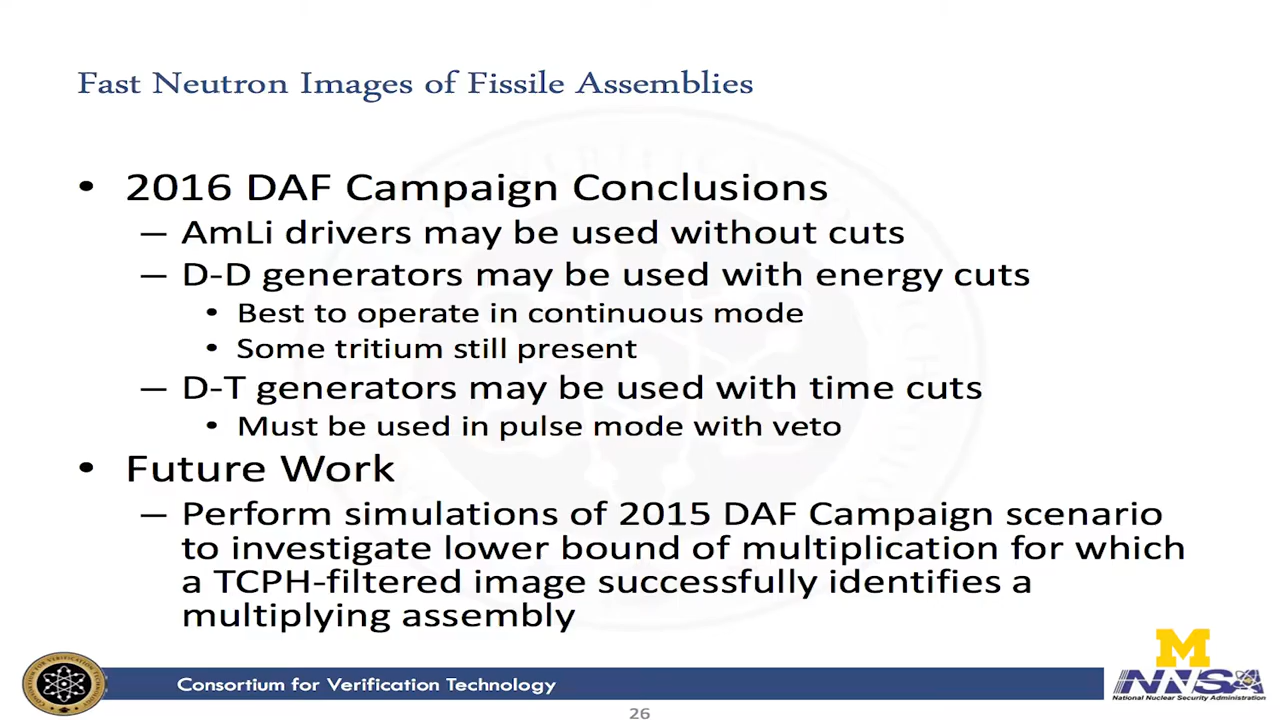 Fast Neutron Images of Fissile Assemblies
• 2016 DAF Campaign Conclusions
– AmLi drivers may be used without cuts
– D-D generators may be used with energy cuts
• Best to operate in continuous mode
• Some tritium still present
– D-T generators may be used with time cuts
• Must be used in pulse mode with veto
• Future Work
– Perform simulations of 2015 DAF Campaign scenario
to investigate lower bound of multiplication for which
a TCPH-filtered image successfully identifies a
multiplying assembly
M
Consortium for Verification Technology
NNSA
National Nuclear Security Administration
26